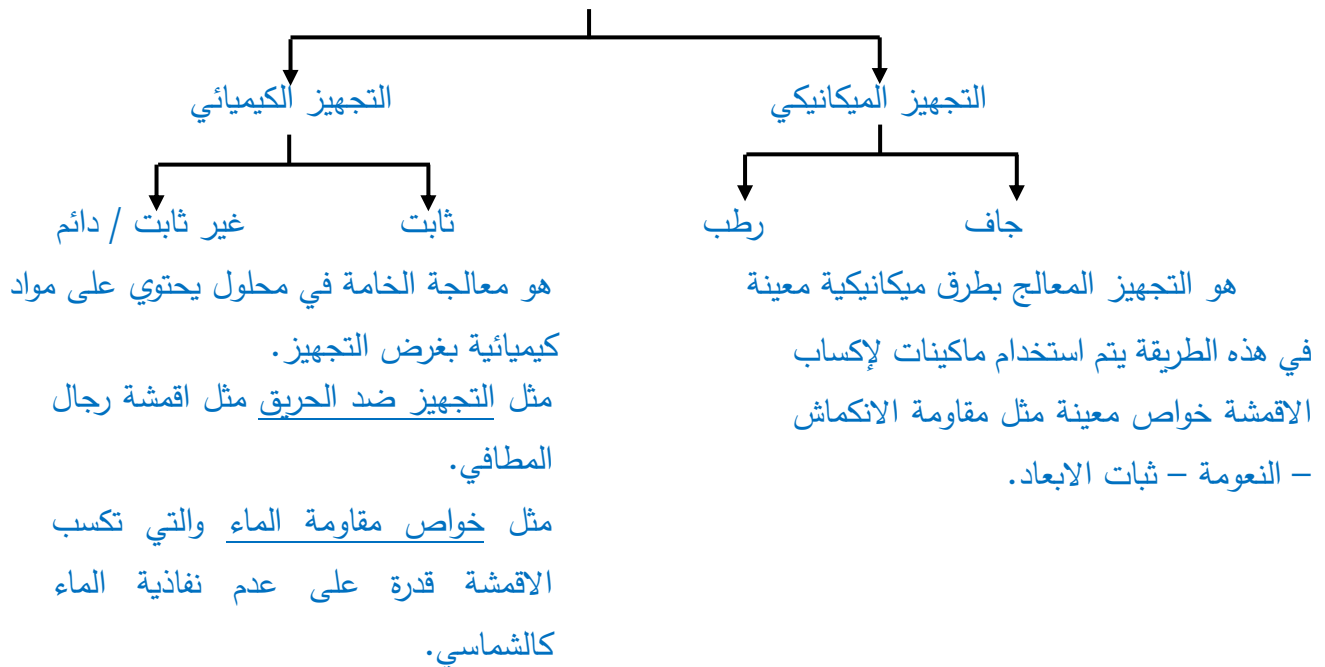 التجهيز الميكانيكي
التجهيز الكيميائي
جاف
رطب
ثابت
غير ثابت / دائم
هو التجهيز المعالج بطرق ميكانيكية معينة
في هذه الطريقة يتم استخدام ماكينات لإكساب
الاقمشة خواص معينة مثل مقاومة الانكماش
– النعومة – ثبات الابعاد.
هو معالجة الخامة في محلول يحتوي على مواد
كيميائية بغرض التجهيز.
مثل التجهيز ضد الحريق مثل اقمشة رجال
المطافي.
مثل خواص مقاومة الماء والتي تكسب
الاقمشة قدرة على عدم نفاذية الماء
كالشماسي.